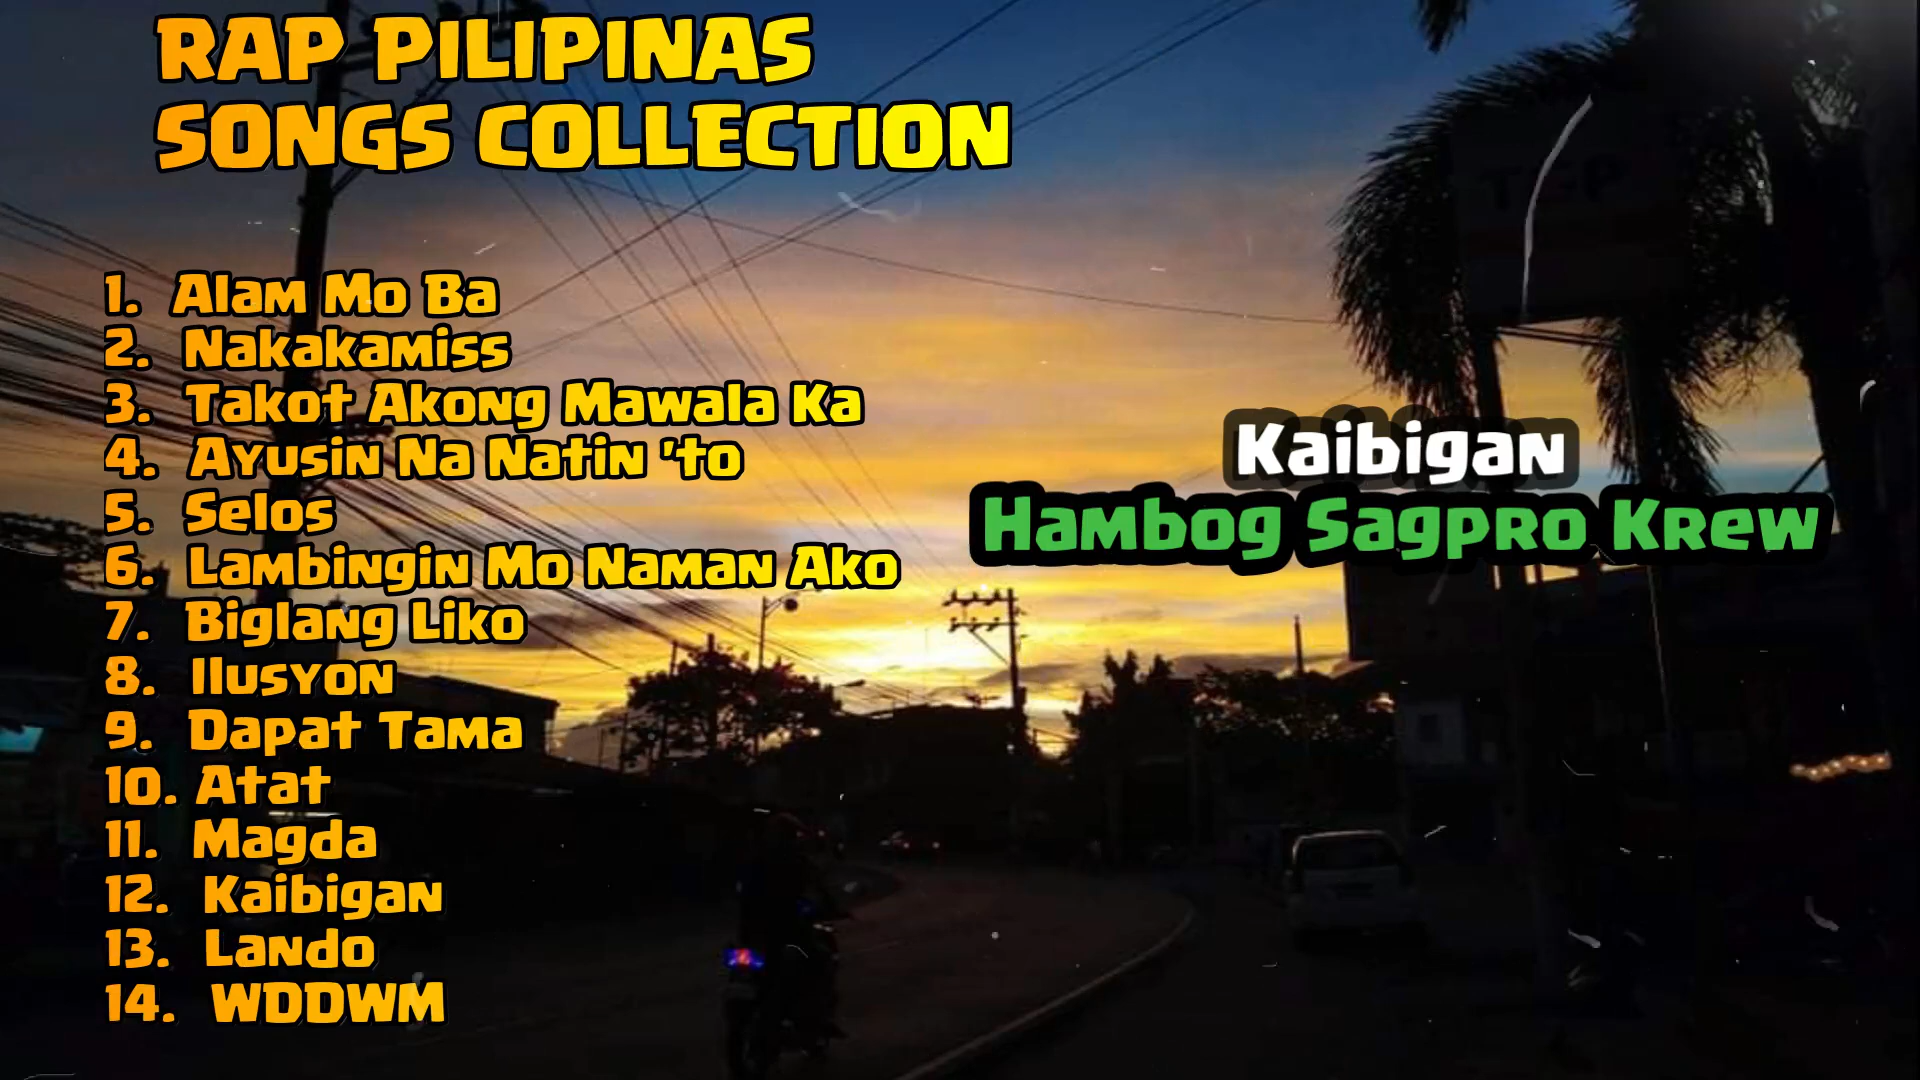 RAP PILIPINAS
SONGS COLLECTION
1. Alam Mo Ba
2. Nakakamiss
3. Takot Akong Mawala Ka
4. Ayusin Na Natin 'to
5. Selos
6. Lambingin Mo Naman Ako
7. Biglang Liko
8. Ilusyon
9. Dapat Tama
10. Atat
11. Magda
12. Kaibigan
13. Lando
14. WDDWM
Kaibigan
Hambog Sagpro Krew